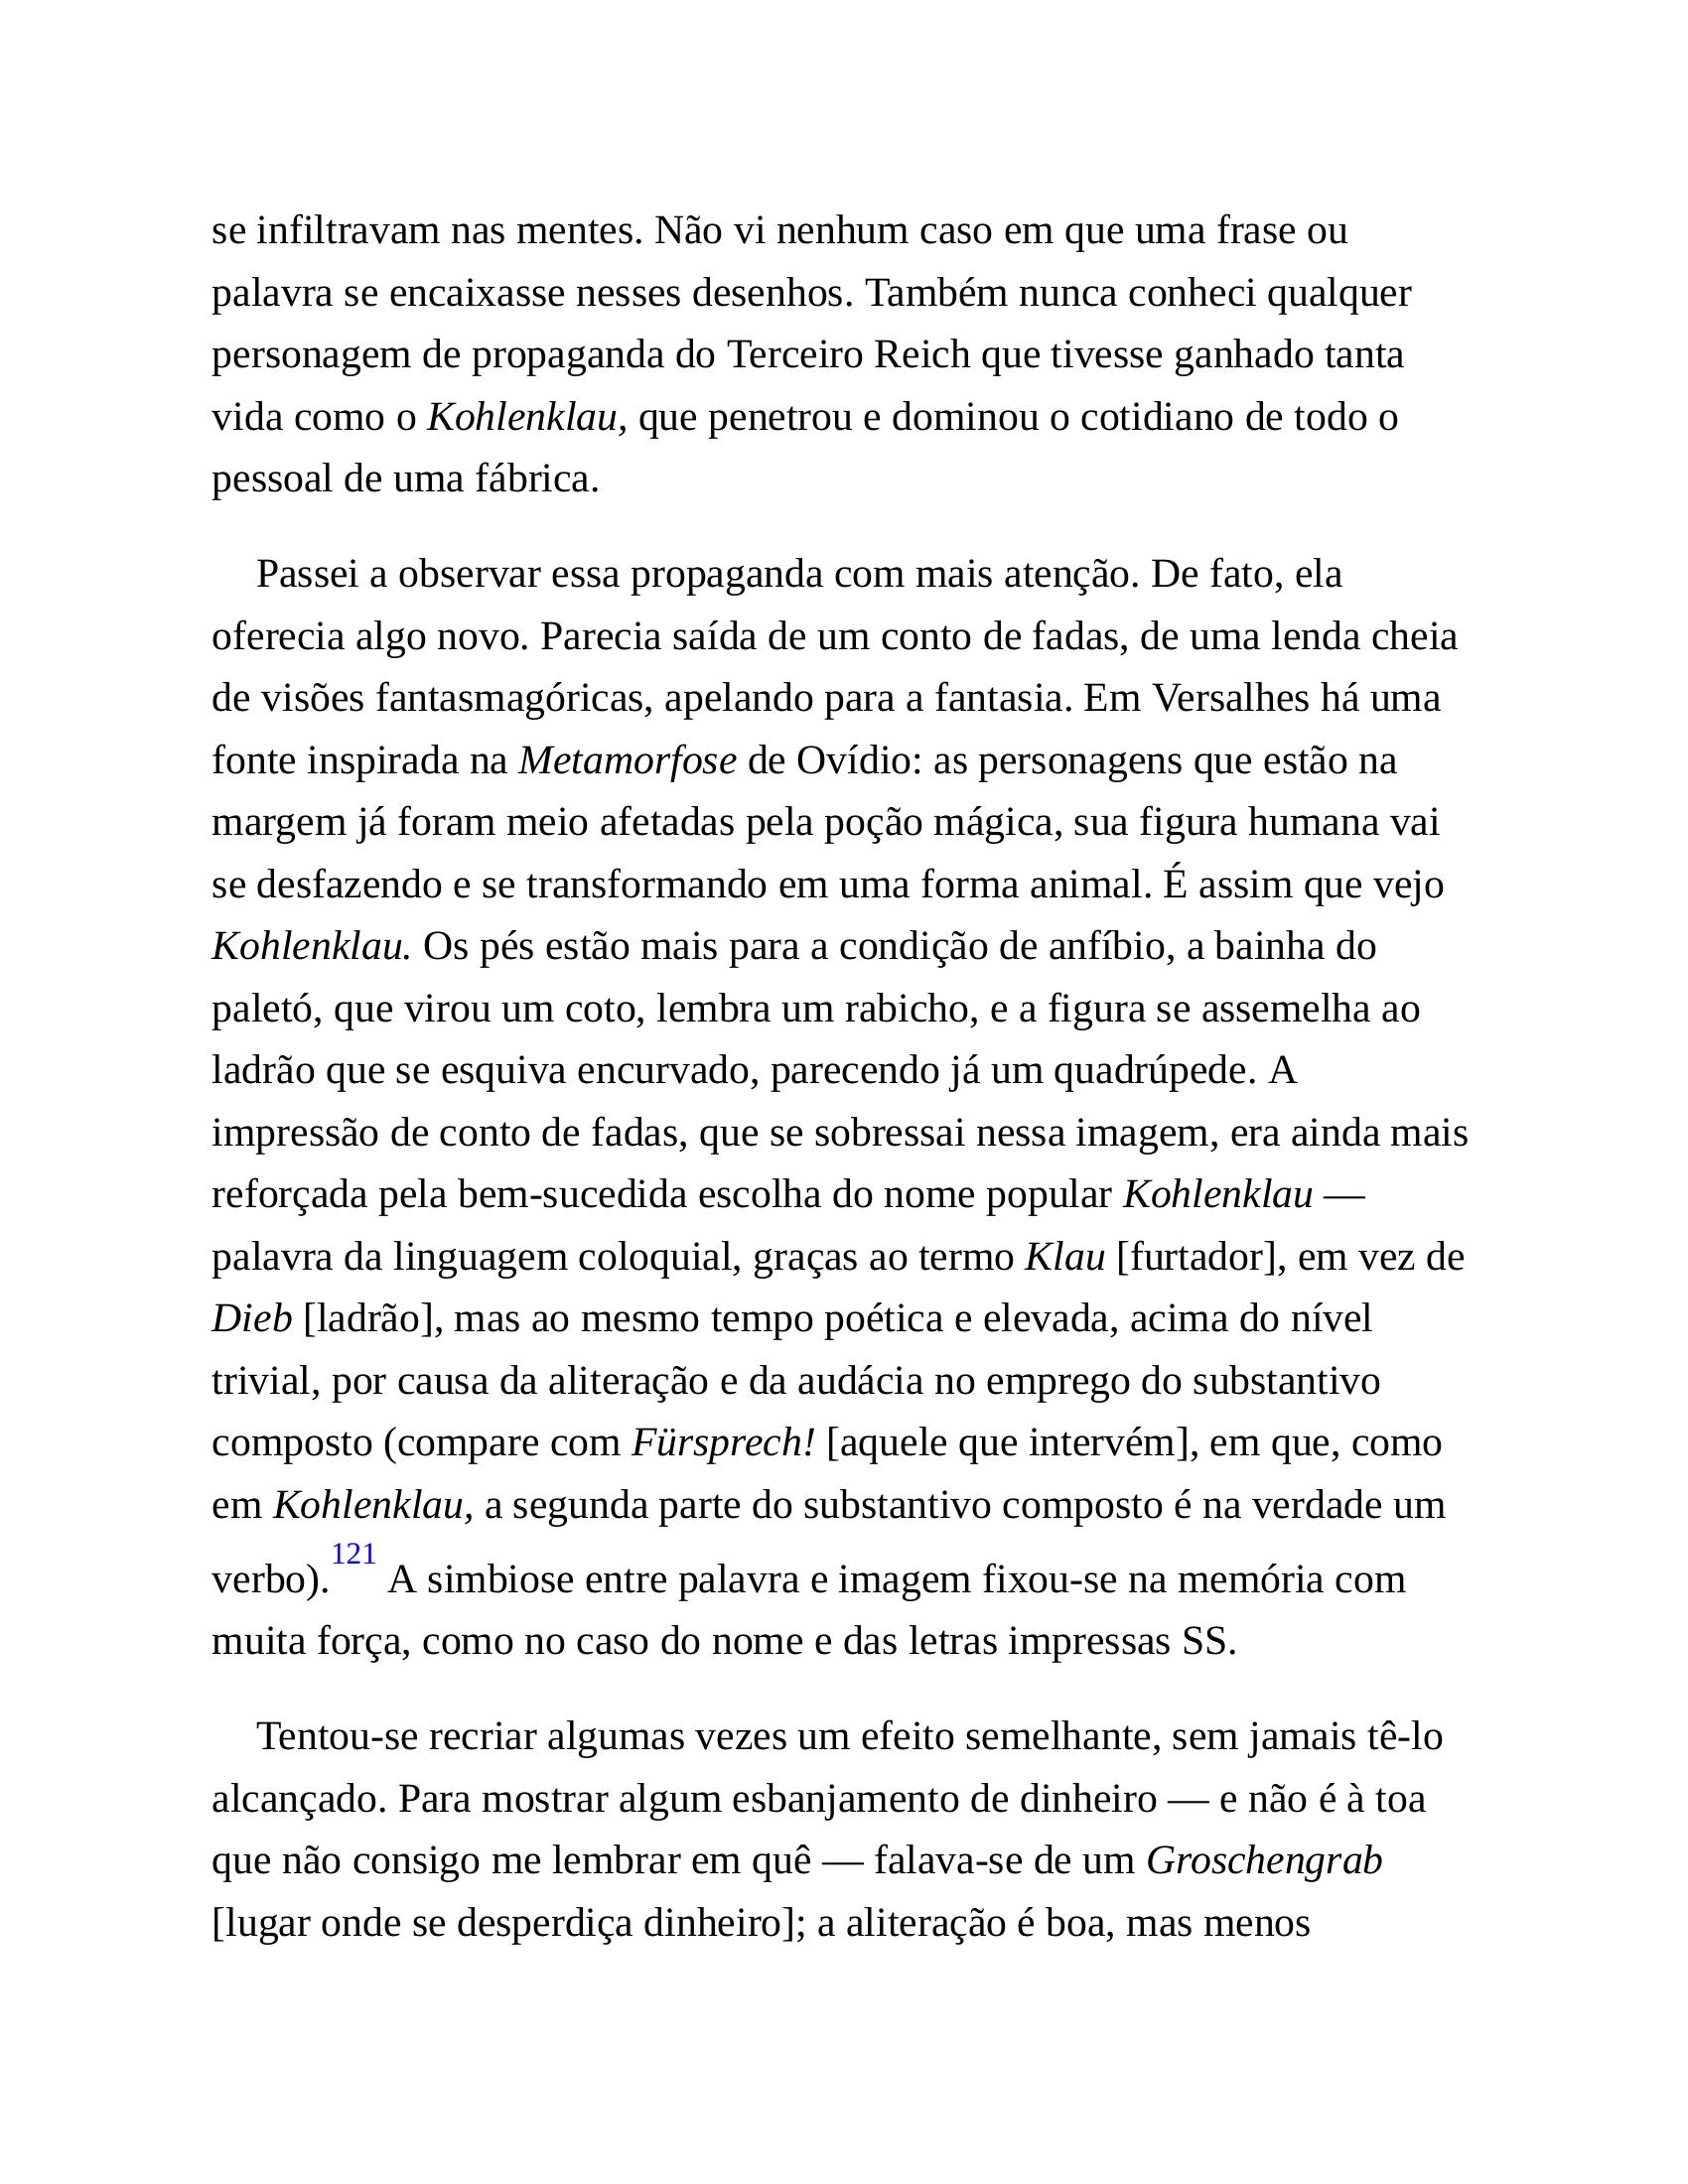 se infiltravam nas mentes. Não vi nenhum caso em que uma frase ou
palavra se encaixasse nesses desenhos. Também nunca conheci qualquer
personagem de propaganda do Terceiro Reich que tivesse ganhado tanta
vida como o Kohlenklau, que penetrou e dominou o cotidiano de todo o
pessoal de uma fábrica.
Passei a observar essa propaganda com mais atenção. De fato, ela
oferecia algo novo. Parecia saída de um conto de fadas, de uma lenda cheia
de visões fantasmagóricas, apelando para a fantasia. Em Versalhes há uma
fonte inspirada na Metamorfose de Ovídio: as personagens que estão na
margem já foram meio afetadas pela poção mágica, sua figura humana vai
se desfazendo e se transformando em uma forma animal. É assim que vejo
Kohlenklau. Os pés estão mais para a condição de anfíbio, a bainha do
paletó, que virou um coto, lembra um rabicho, e a figura se assemelha ao
ladrão que se esquiva encurvado, parecendo já um quadrúpede. A
impressão de conto de fadas, que se sobressai nessa imagem, era ainda mais
reforçada pela bem-sucedida escolha do nome popular Kohlenklau —
palavra da linguagem coloquial, graças ao termo Klau [furtador], em vez de
Dieb [ladrão], mas ao mesmo tempo poética e elevada, acima do nível
trivial, por causa da aliteração e da audácia no emprego do substantivo
composto (compare com Fürsprech! [aquele que intervém], em que, como
em Kohlenklau, a segunda parte do substantivo composto é na verdade um
verbo).121 A simbiose entre palavra e imagem fixou-se na memória com
muita força, como no caso do nome e das letras impressas SS.
Tentou-se recriar algumas vezes um efeito semelhante, sem jamais tê-lo
alcançado. Para mostrar algum esbanjamento de dinheiro — e não é à toa
que não consigo me lembrar em quê — falava-se de um Groschengrab
[lugar onde se desperdiça dinheiro]; a aliteração é boa, mas menos